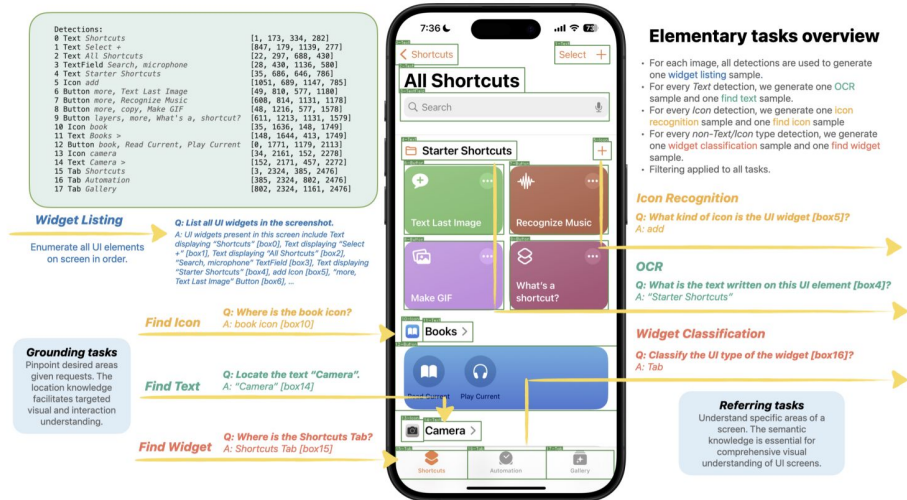 Detections:
0 Text Shortcuts [1, 173, 334, 282]
1 Text Select + [847, 179, 1139, 277]
2 Text All Shortcuts [22, 297, 688, 430]
3 TextField Search, microphone [28, 430, 1136, 580]
4 Text Starter Shortcuts [35, 686, 646, 786]
5 Icon add [1051, 689, 1147, 785]
6 Button more, Text Last Image [49, 810, 577, 1180]
7 Button more, Recognize Music [608, 814, 1131, 1178]
8 Button more, copy, Make GIF [48, 1216, 577, 1578]
9 Button layers, more, What's a, shortcut? [611, 1213, 1131, 1579]
10 Icon book [35, 1636, 148, 1749]
11 Text Books > [148, 1644, 413, 1749]
12 Button book, Read Current, Play Current [0, 1771, 1179, 2113]
13 Icon camera [34, 2161, 152, 2278]
14 Text Camera > [152, 2171, 457, 2272]
15 Tab Shortcuts [3, 2324, 385, 2476]
16 Tab Automation [385, 2324, 802, 2476]
17 Tab Gallery [802, 2324, 1161, 2476]
Widget Listing
Enumerate all UI elements
on screen in order.
Q: List all UI widgets in the screenshot.
A: UI widgets present in this screen include Text
displaying "Shortcuts" [box0], Text displaying "Select
+" [box1], Text displaying "All Shortcuts" [box2],
"Search, microphone" TextField [box3], Text displaying
"Starter Shortcuts" [box4], add Icon [box5], "more,
Text Last Image" Button [box6], ...
Find Icon
Q: Where is the book icon?
A: book icon [box10]
Grounding tasks
Pinpoint desired areas
given requests. The
location knowledge
facilitates targeted
visual and interaction
understanding.
Find Text
Q: Locate the text "Camera".
A: "Camera" [box14]
Find Widget
Q: Where is the Shortcuts Tab?
A: Shortcuts Tab [box15]
7:36
Shortcuts
Select +
All Shortcuts
Search
Starter Shortcuts
Text Last Image
Recognize Music
Make GIF
What's a
shortcut?
Books >
Read Current
Play Current
Camera >
Shortcuts
Automation
Gallery
Elementary tasks overview
• For each image, all detections are used to generate
one widget listing sample.
• For every Text detection, we generate one OCR
sample and one find text sample.
• For every Icon detection, we generate one icon
recognition sample and one find icon sample
• For every non-Text/Icon type detection, we generate
one widget classification sample and one find widget
sample.
• Filtering applied to all tasks.
Icon Recognition
Q: What kind of icon is the UI widget [box5]?
A: add
OCR
Q: What is the text written on this UI element [box4]?
A: "Starter Shortcuts"
Widget Classification
Q: Classify the UI type of the widget [box16]?
A: Tab
Referring tasks
Understand specific areas of a
screen. The semantic
knowledge is essential for
comprehensive visual
understanding of UI screens.